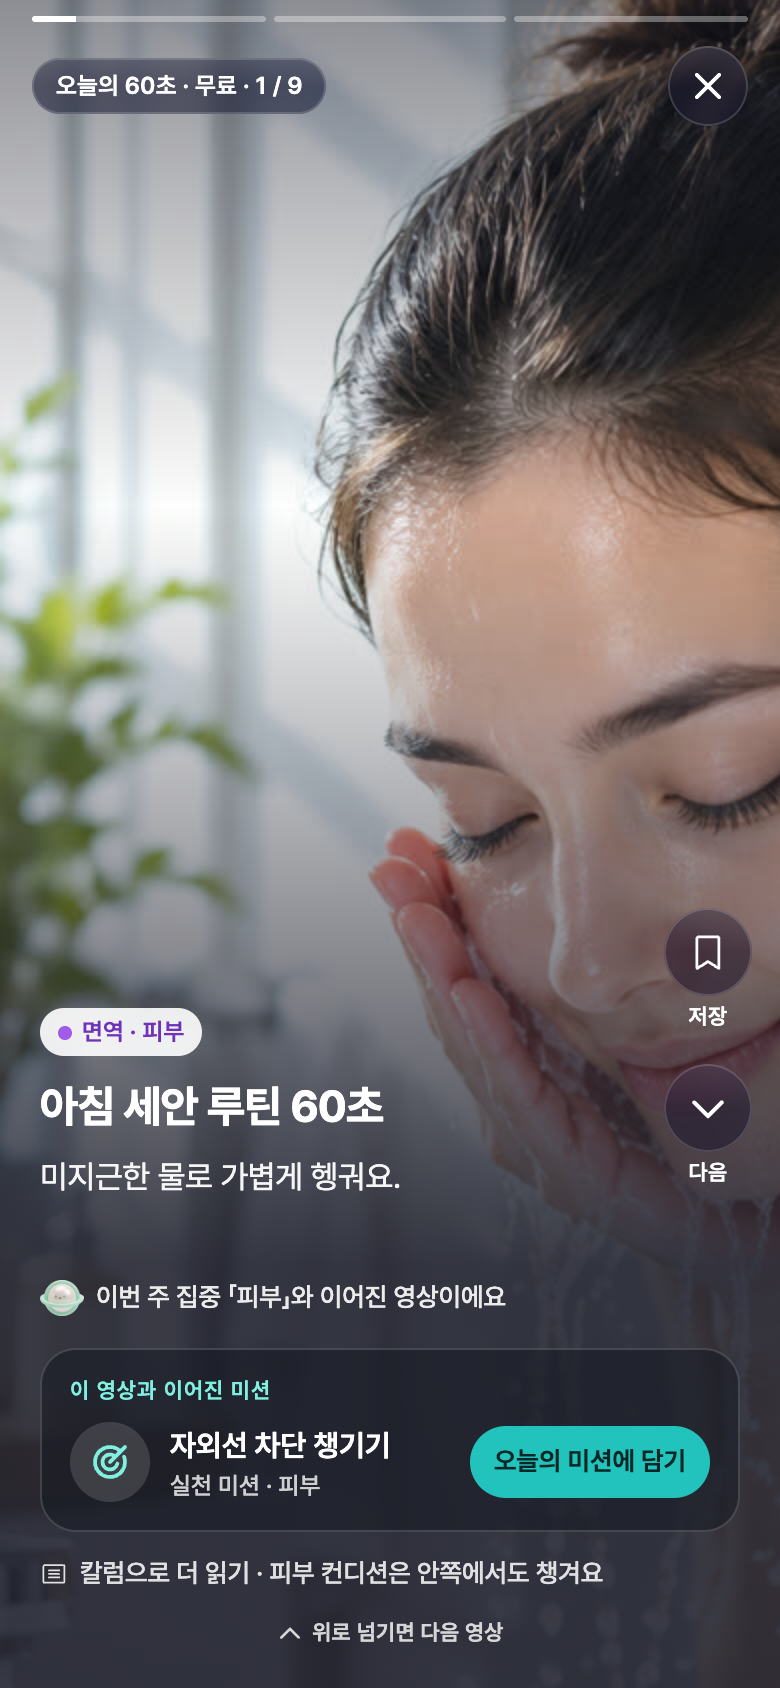 오늘의 60초 · 무료 · 1 / 9
저장
면역 · 피부
아침 세안 루틴 60초
미지근한 물로 가볍게 헹궈요.
다음
이번 주 집중 「피부」와 이어진 영상이에요
이 영상과 이어진 미션
자외선 차단 챙기기
실천 미션 · 피부
오늘의 미션에 담기
칼럼으로 더 읽기 · 피부 컨디션은 안쪽에서도 챙겨요
위로 넘기면 다음 영상